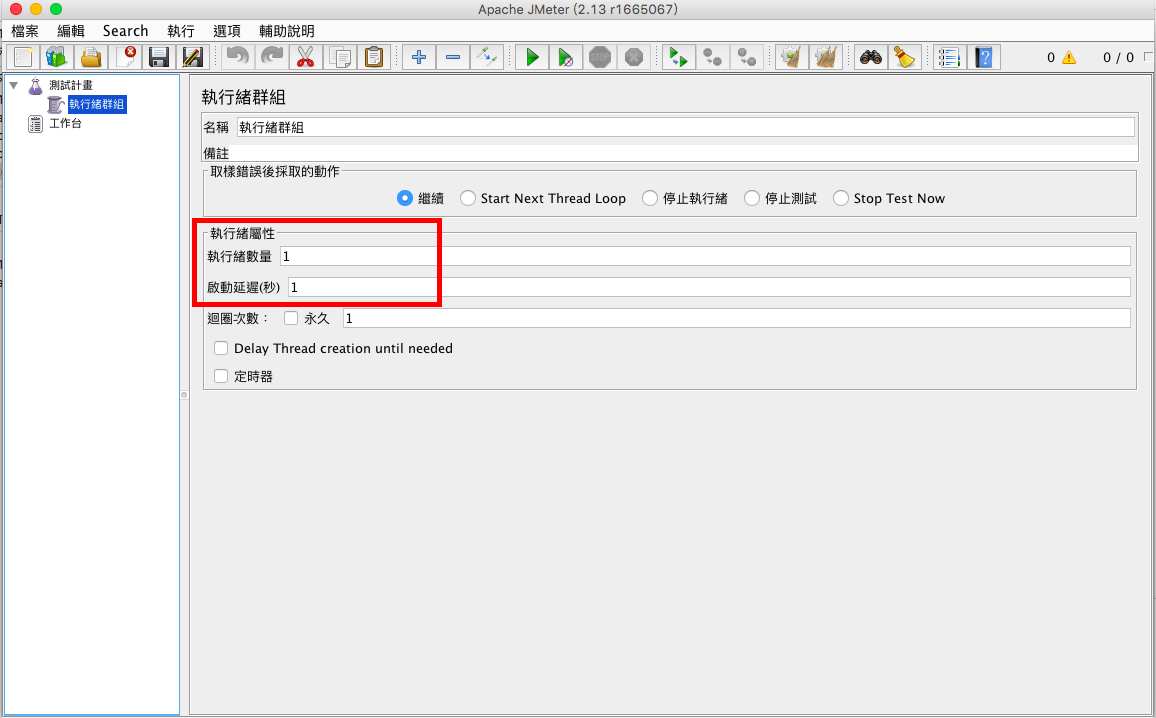 Apache JMeter (2.13 r1665067)
檔案 編輯 Search 執行 選項 輔助說明
0 0 / 0
測試計畫
執行緒群組
工作台
執行緒群組
名稱 執行緒群組
備註
取樣錯誤後採取的動作
繼續 Start Next Thread Loop 停止執行緒 停止測試 Stop Test Now
執行緒屬性
執行緒數量 1
啟動延遲(秒) 1
迴圈次數： 永久 1
Delay Thread creation until needed
定時器